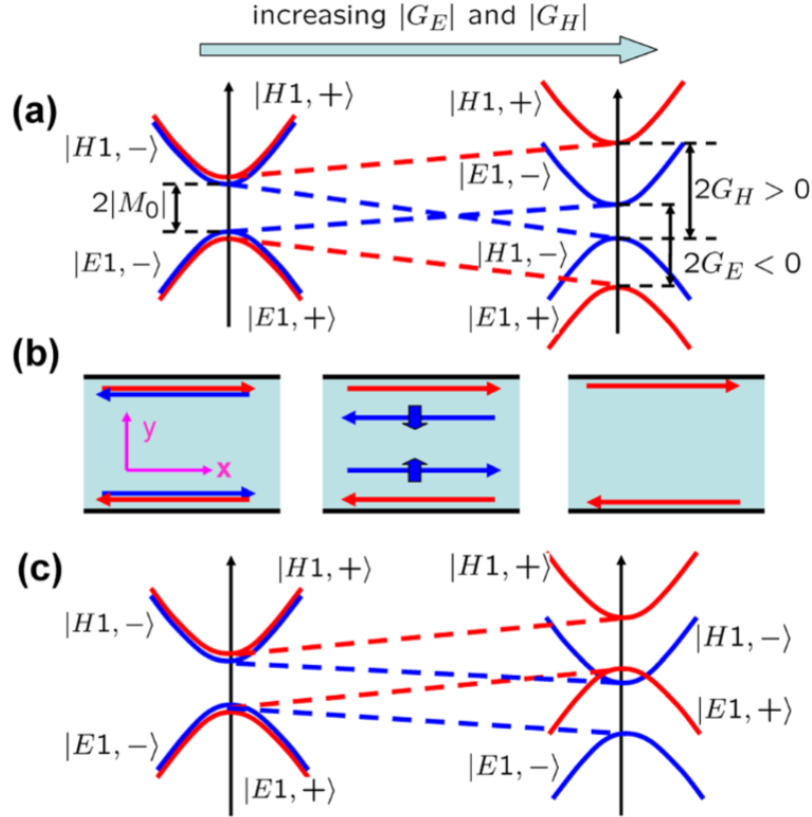 increasing |G_E| and |G_H|
(a)
|H1, +⟩
|H1, +⟩
|H1, −⟩
|E1, −⟩
2|M_0|
2G_H > 0
|E1, −⟩
|H1, −⟩
2G_E < 0
|E1, +⟩
|E1, +⟩
(b)
y
x
(c)
|H1, +⟩
|H1, +⟩
|H1, −⟩
|H1, −⟩
|E1, +⟩
|E1, −⟩
|E1, −⟩
|E1, +⟩